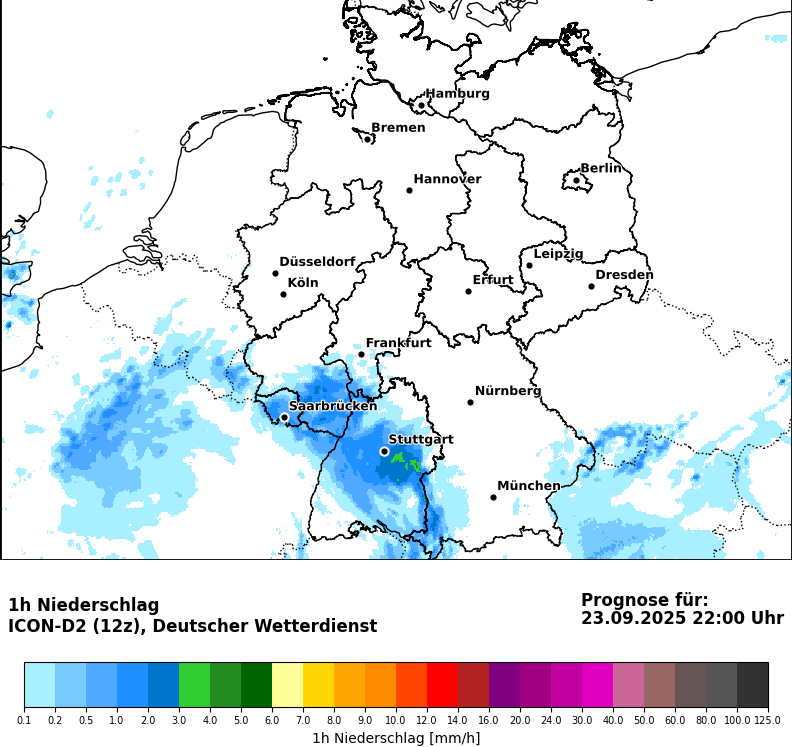 Hamburg
Bremen
Berlin
Hannover
Leipzig
Düsseldorf
Dresden
Köln
Erfurt
Frankfurt
Nürnberg
Saarbrücken
Stuttgart
München
1h Niederschlag
ICON-D2 (12z), Deutscher Wetterdienst
Prognose für:
23.09.2025 22:00 Uhr
0.1 0.2 0.5 1.0 2.0 3.0 4.0 5.0 6.0 7.0 8.0 9.0 10.0 12.0 14.0 16.0 20.0 24.0 30.0 40.0 50.0 60.0 80.0 100.0 125.0
1h Niederschlag [mm/h]